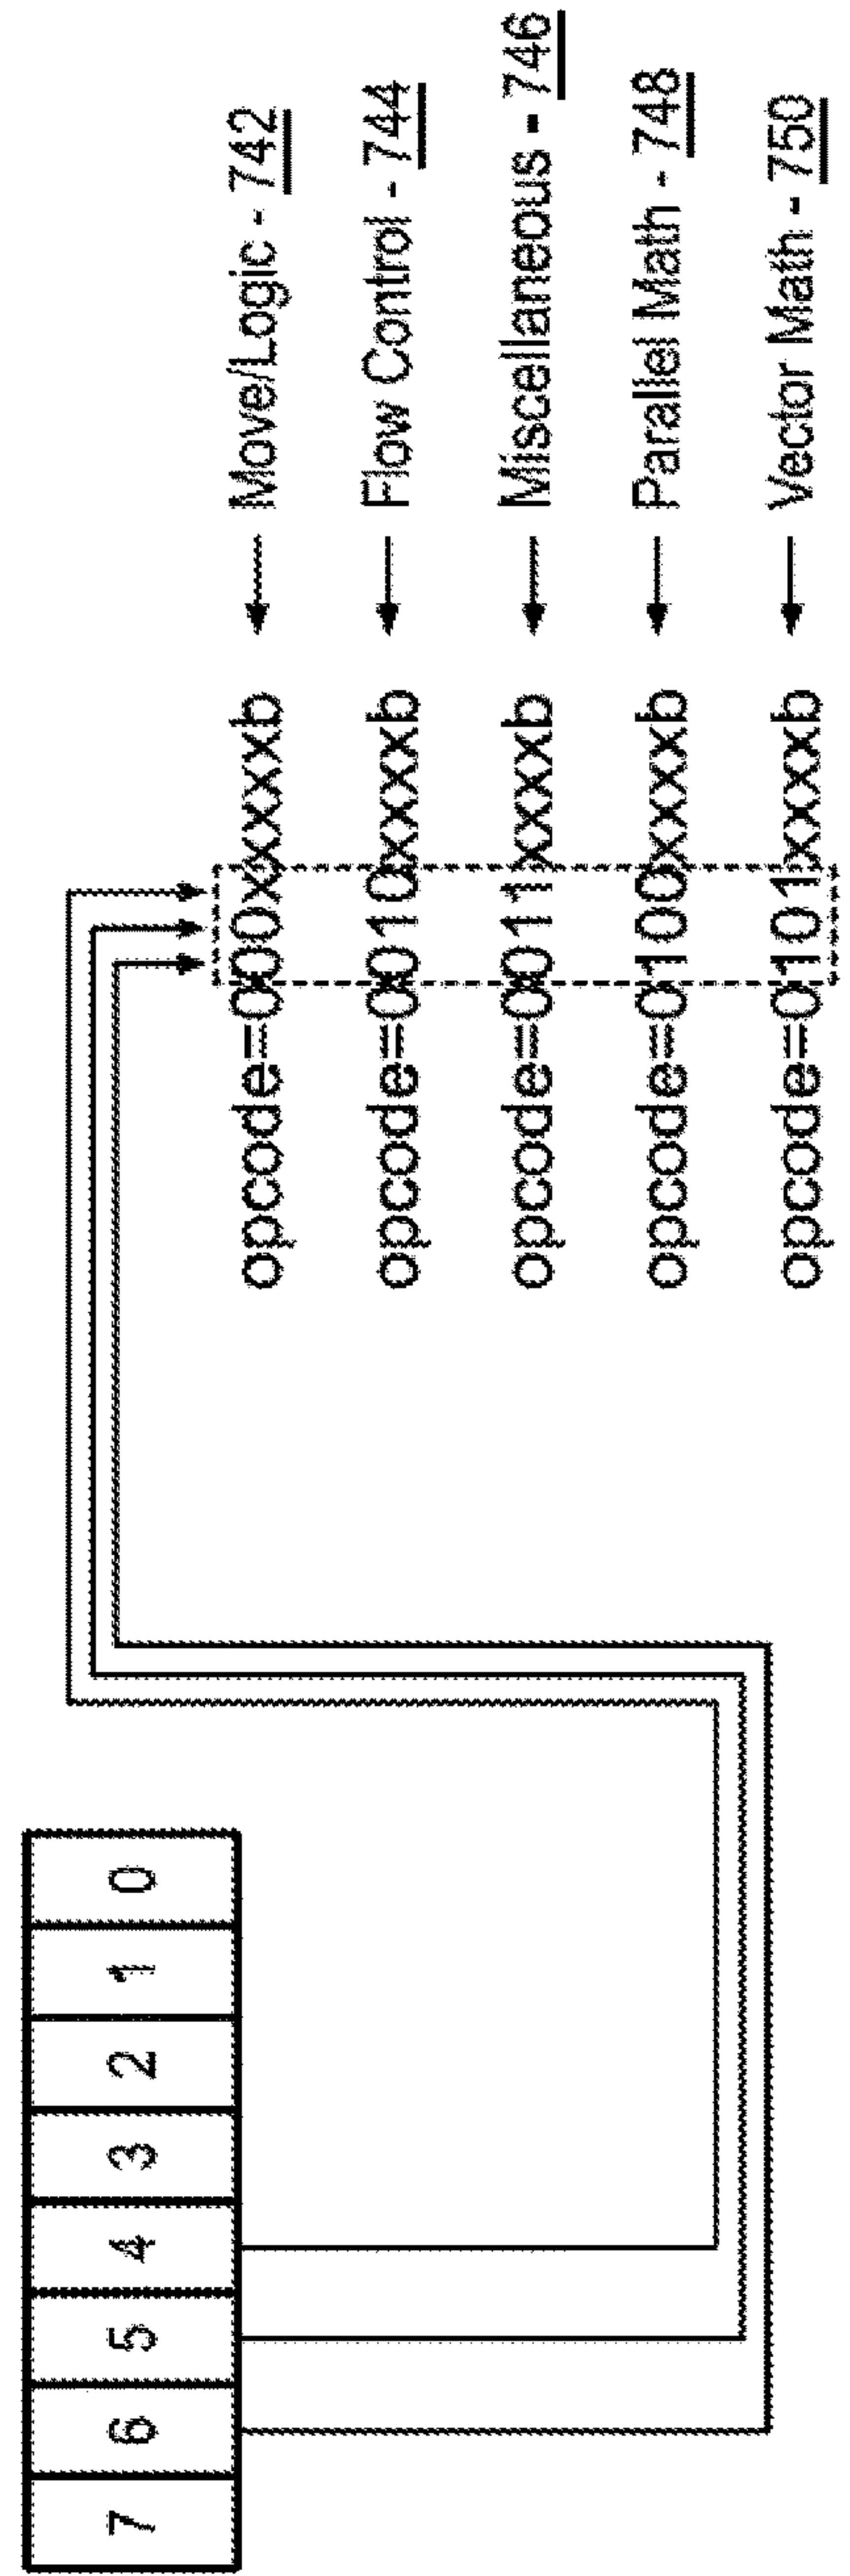 7 6 5 4 3 2 1 0
opcode=000xxxxxb ← Move/Logic - 742
opcode=0010xxxxb ← Flow Control - 744
opcode=0011xxxxb ← Miscellaneous - 746
opcode=0100xxxxb ← Parallel Math - 748
opcode=0101xxxxb ← Vector Math - 750